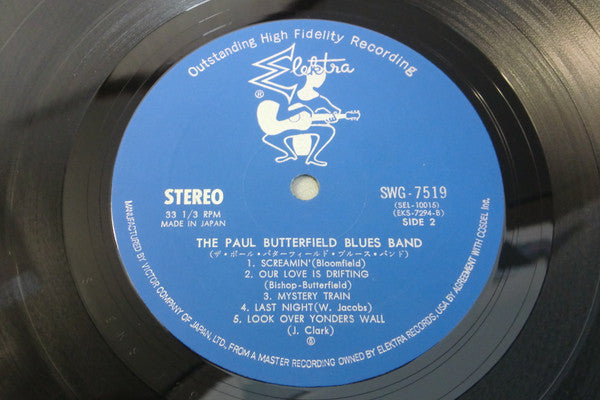 Outstanding High Fidelity Recording
Elektra
®
STEREO
33 1/3 RPM
MADE IN JAPAN
SWG-7519
(SEL-10015)
(EKS-7294-B)
SIDE 2
THE PAUL BUTTERFIELD BLUES BAND
(ザ・ポール・バターフィールド・ブルース・バンド)
1. SCREAMIN'(Bloomfield)
2. OUR LOVE IS DRIFTING
(Bishop-Butterfield)
3. MYSTERY TRAIN
4. LAST NIGHT(W. Jacobs)
5. LOOK OVER YONDERS WALL
(J. Clark)
MANUFACTURED BY VICTOR COMPANY OF JAPAN, LTD., FROM A MASTER RECORDING OWNED BY ELEKTRA RECORDS, USA BY AGREEMENT WITH COSDEL Inc.